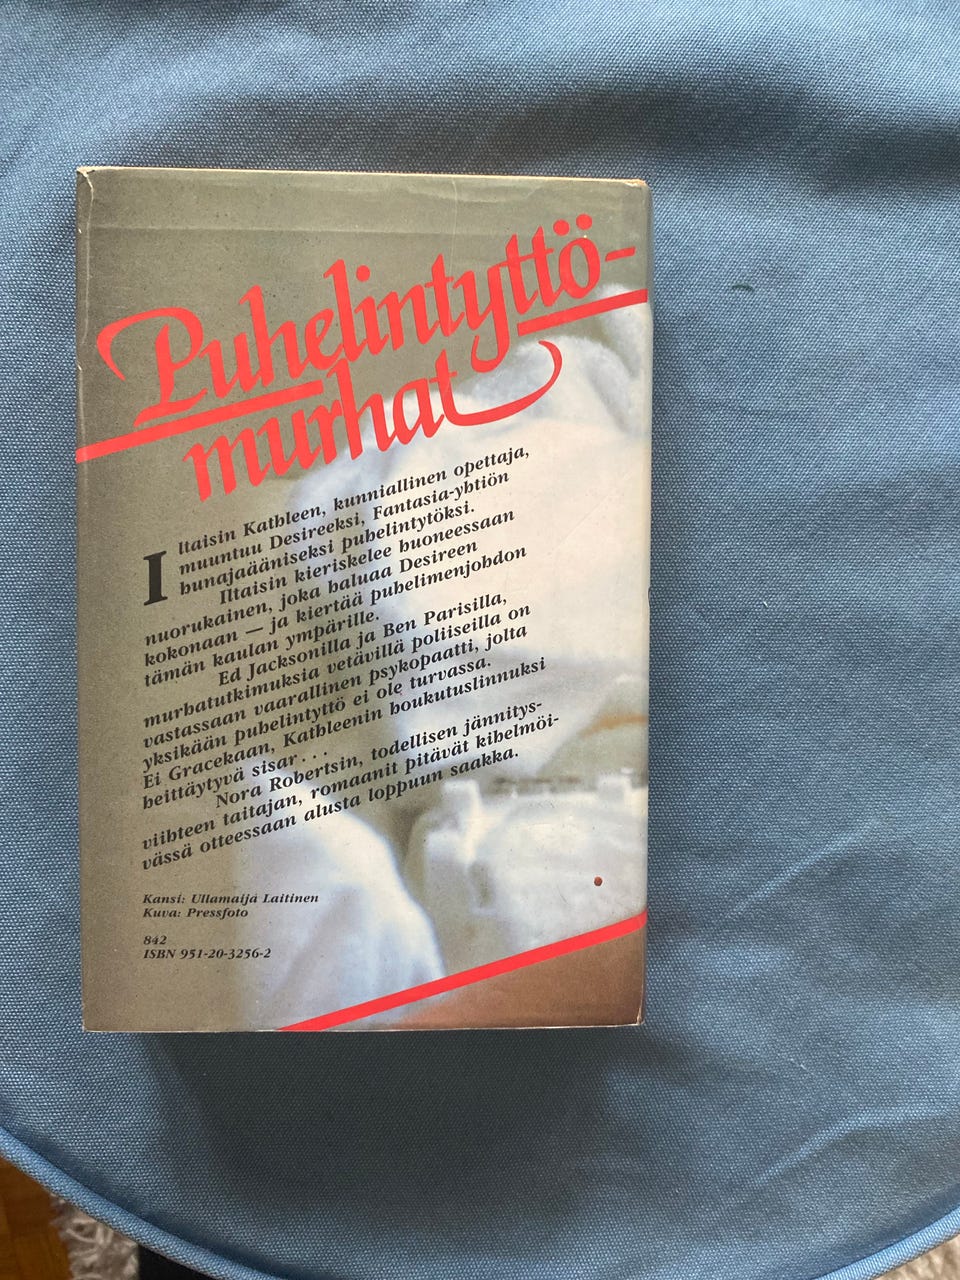 Puhelintyttö-
murhat
Iltaisin Kathleen, kunniallinen opettaja,
muuntuu Desireeksi, Fantasia-yhtiön
hunajaääniseksi puhelintytöksi.
Iltaisin kieriskelee huoneessaan
nuorukainen, joka haluaa Desireen
kokonaan — ja kiertää puhelimenjohdon
tämän kaulan ympärille.
Ed Jacksonilla ja Ben Parisilla,
murhatutkimuksia vetävillä poliiseilla on
vastassaan vaarallinen psykopaatti, jolta
yksikään puhelintyttö ei ole turvassa.
Ei Gracekaan, Kathleenin houkutuslinnuksi
heittäytyvä sisar . . .
Nora Robertsin, todellisen jännitys-
viihteen taitajan, romaanit pitävät kihelmöi-
vässä otteessaan alusta loppuun saakka.
Kansi: Ullamaija Laitinen
Kuva: Pressfoto
842
ISBN 951-20-3256-2